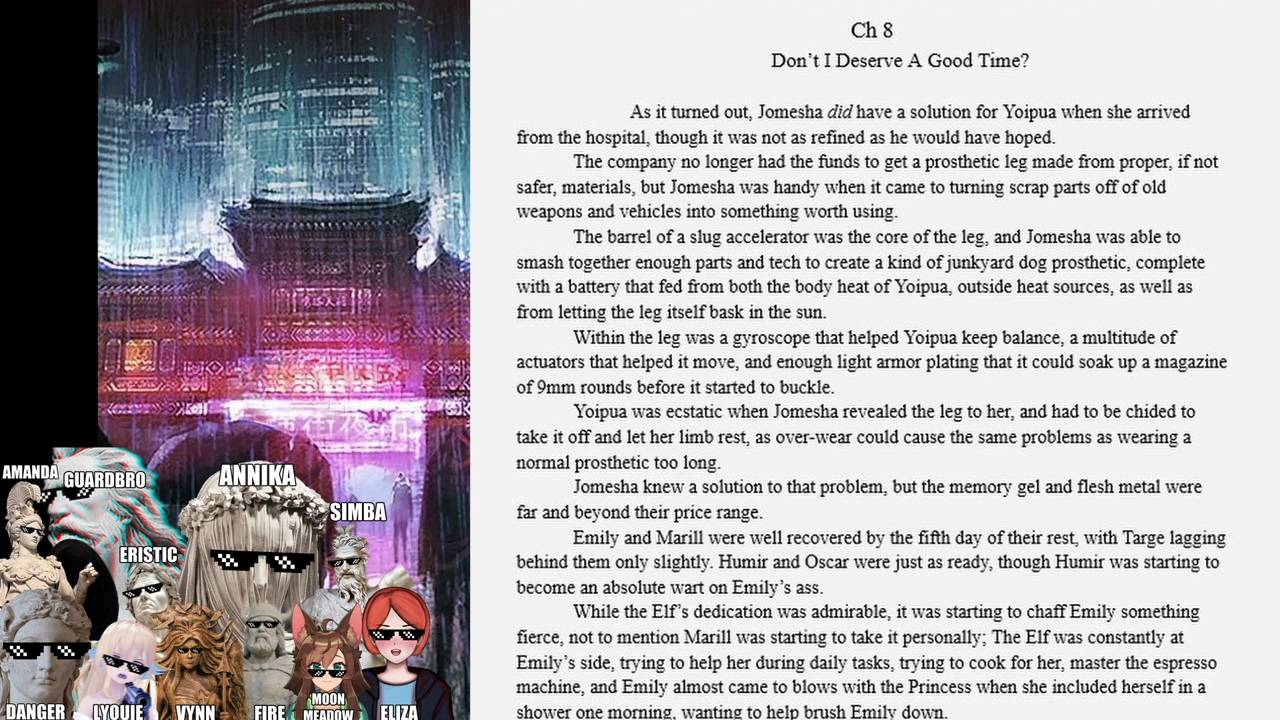 Ch 8
Don't I Deserve A Good Time?
As it turned out, Jomesha did have a solution for Yoipua when she arrived
from the hospital, though it was not as refined as he would have hoped.
The company no longer had the funds to get a prosthetic leg made from proper, if not
safer, materials, but Jomesha was handy when it came to turning scrap parts off of old
weapons and vehicles into something worth using.
The barrel of a slug accelerator was the core of the leg, and Jomesha was able to
smash together enough parts and tech to create a kind of junkyard dog prosthetic, complete
with a battery that fed from both the body heat of Yoipua, outside heat sources, as well as
from letting the leg itself bask in the sun.
Within the leg was a gyroscope that helped Yoipua keep balance, a multitude of
actuators that helped it move, and enough light armor plating that it could soak up a magazine
of 9mm rounds before it started to buckle.
Yoipua was ecstatic when Jomesha revealed the leg to her, and had to be chided to
take it off and let her limb rest, as over-wear could cause the same problems as wearing a
normal prosthetic too long.
Jomesha knew a solution to that problem, but the memory gel and flesh metal were
far and beyond their price range.
Emily and Marill were well recovered by the fifth day of their rest, with Targe lagging
behind them only slightly. Humir and Oscar were just as ready, though Humir was starting to
become an absolute wart on Emily's ass.
While the Elf's dedication was admirable, it was starting to chaff Emily something
fierce, not to mention Marill was starting to take it personally; The Elf was constantly at
Emily's side, trying to help her during daily tasks, trying to cook for her, master the espresso
machine, and Emily almost came to blows with the Princess when she included herself in a
shower one morning, wanting to help brush Emily down.
AMANDA
GUARDBRO
ANNIKA
SIMBA
ERISTIC
DANGER
LYQUIE
VYNN
FIRE
MOON
MEADOW
ELIZA